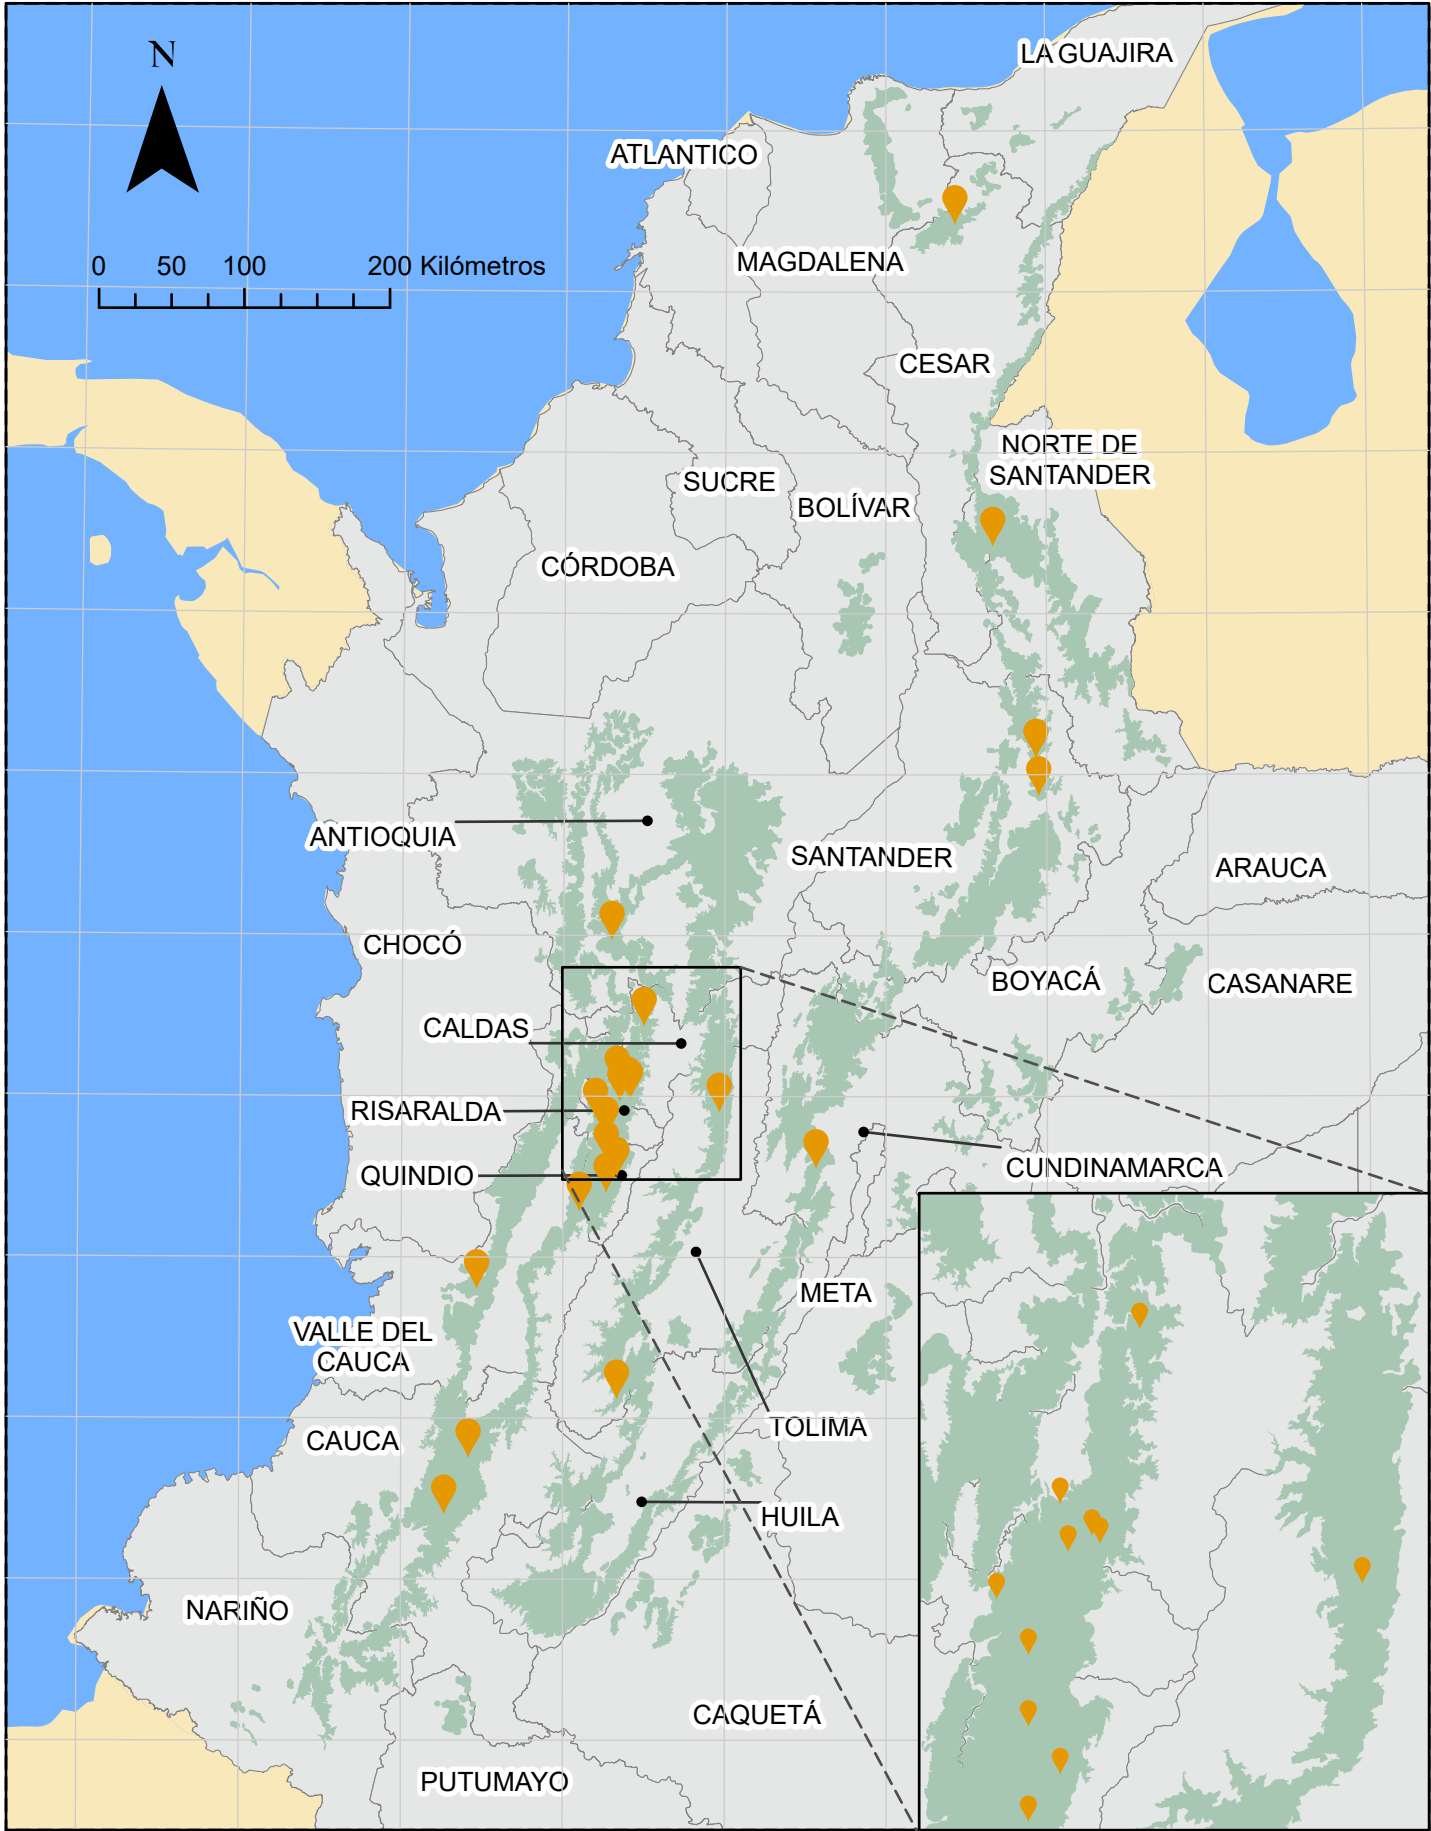 N
LA GUAJIRA
ATLANTICO
MAGDALENA
0 50 100 200 Kilómetros
CESAR
NORTE DE
SANTANDER
SUCRE
BOLÍVAR
CÓRDOBA
ANTIOQUIA
SANTANDER
ARAUCA
CHOCÓ
BOYACÁ
CASANARE
CALDAS
RISARALDA
CUNDINAMARCA
QUINDIO
META
VALLE DEL
CAUCA
TOLIMA
CAUCA
HUILA
NARIÑO
CAQUETÁ
PUTUMAYO